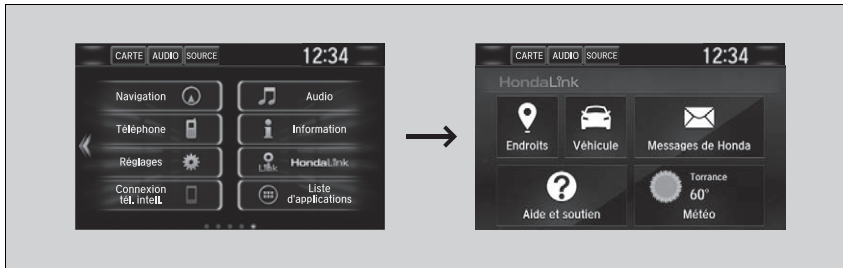 CARTE AUDIO SOURCE 12:34
Navigation
Audio
Téléphone
Information
Réglages
Link HondaLink
Connexion
tél. intell.
Liste
d'applications
CARTE AUDIO SOURCE 12:34
HondaLink
Endroits
Véhicule
Messages de Honda
Aide et soutien
Torrance
60°
Météo